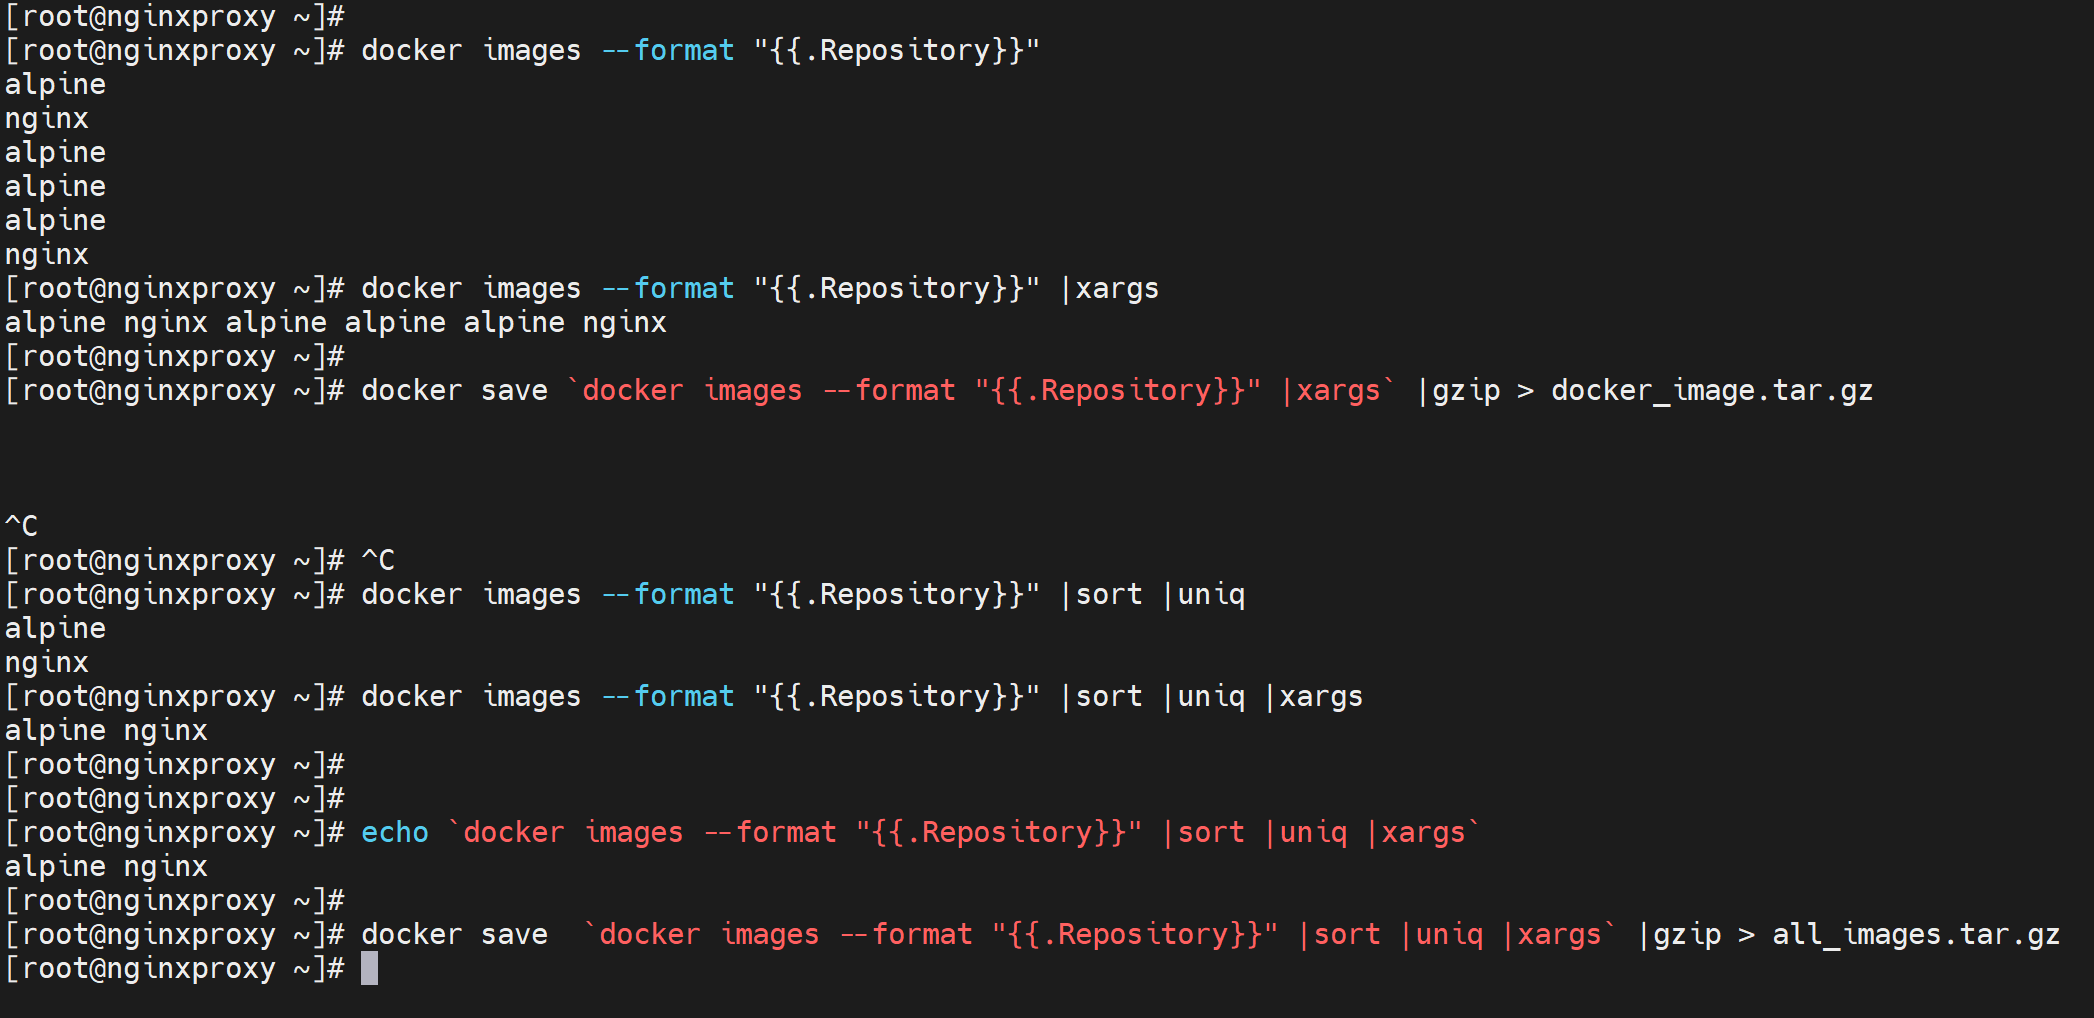 [root@nginxproxy ~]#
[root@nginxproxy ~]# docker images --format "{{.Repository}}"
alpine
nginx
alpine
alpine
alpine
nginx
[root@nginxproxy ~]# docker images --format "{{.Repository}}" |xargs
alpine nginx alpine alpine alpine nginx
[root@nginxproxy ~]#
[root@nginxproxy ~]# docker save `docker images --format "{{.Repository}}" |xargs` |gzip > docker_image.tar.gz
^C
[root@nginxproxy ~]# ^C
[root@nginxproxy ~]# docker images --format "{{.Repository}}" |sort |uniq
alpine
nginx
[root@nginxproxy ~]# docker images --format "{{.Repository}}" |sort |uniq |xargs
alpine nginx
[root@nginxproxy ~]#
[root@nginxproxy ~]#
[root@nginxproxy ~]# echo `docker images --format "{{.Repository}}" |sort |uniq |xargs`
alpine nginx
[root@nginxproxy ~]#
[root@nginxproxy ~]# docker save  `docker images --format "{{.Repository}}" |sort |uniq |xargs` |gzip > all_images.tar.gz
[root@nginxproxy ~]#